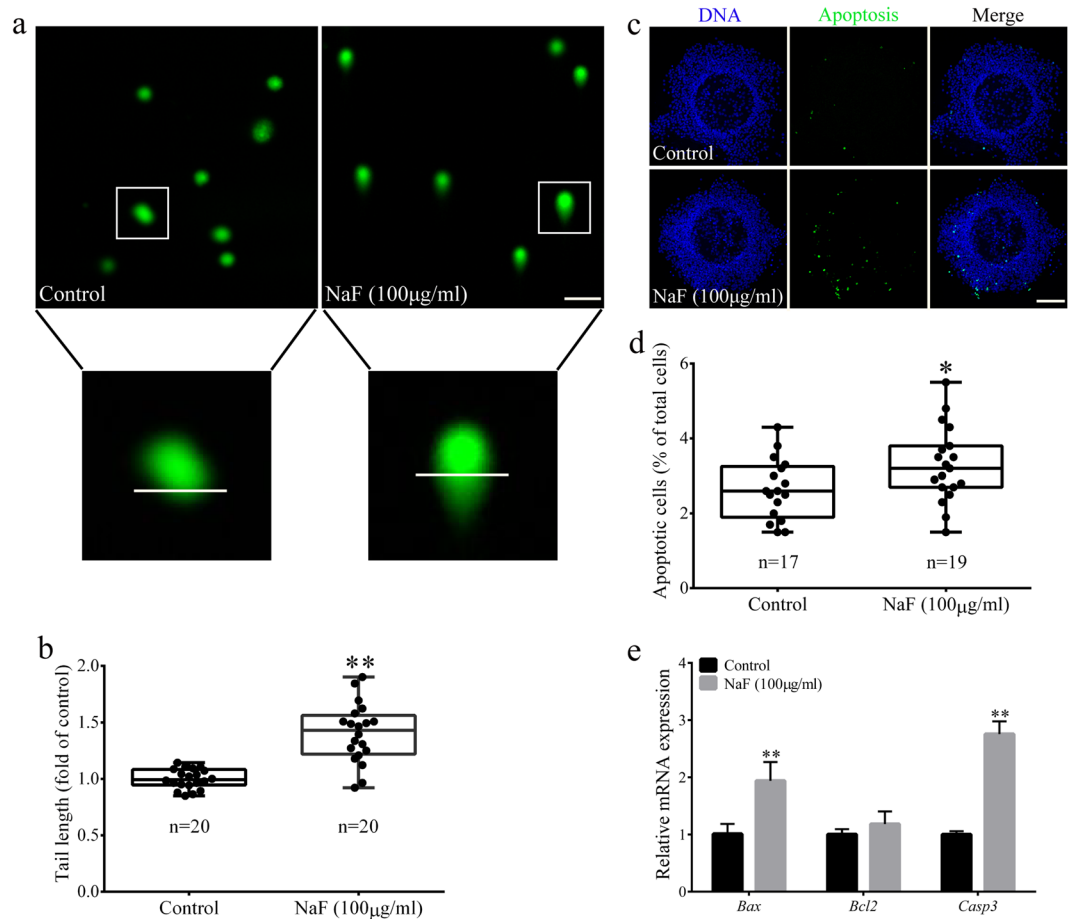 a
Control
NaF (100μg/ml)
c
DNA
Apoptosis
Merge
Control
NaF (100μg/ml)
d
Apoptotic cells (% of total cells)
6
4
2
0
*
n=17
n=19
Control
NaF (100μg/ml)
b
Tail length (fold of control)
2.0
1.5
1.0
0.5
0.0
**
n=20
n=20
Control
NaF (100μg/ml)
e
Relative mRNA expression
4
3
2
1
0
Control
NaF (100μg/ml)
**
**
Bax
Bcl2
Casp3